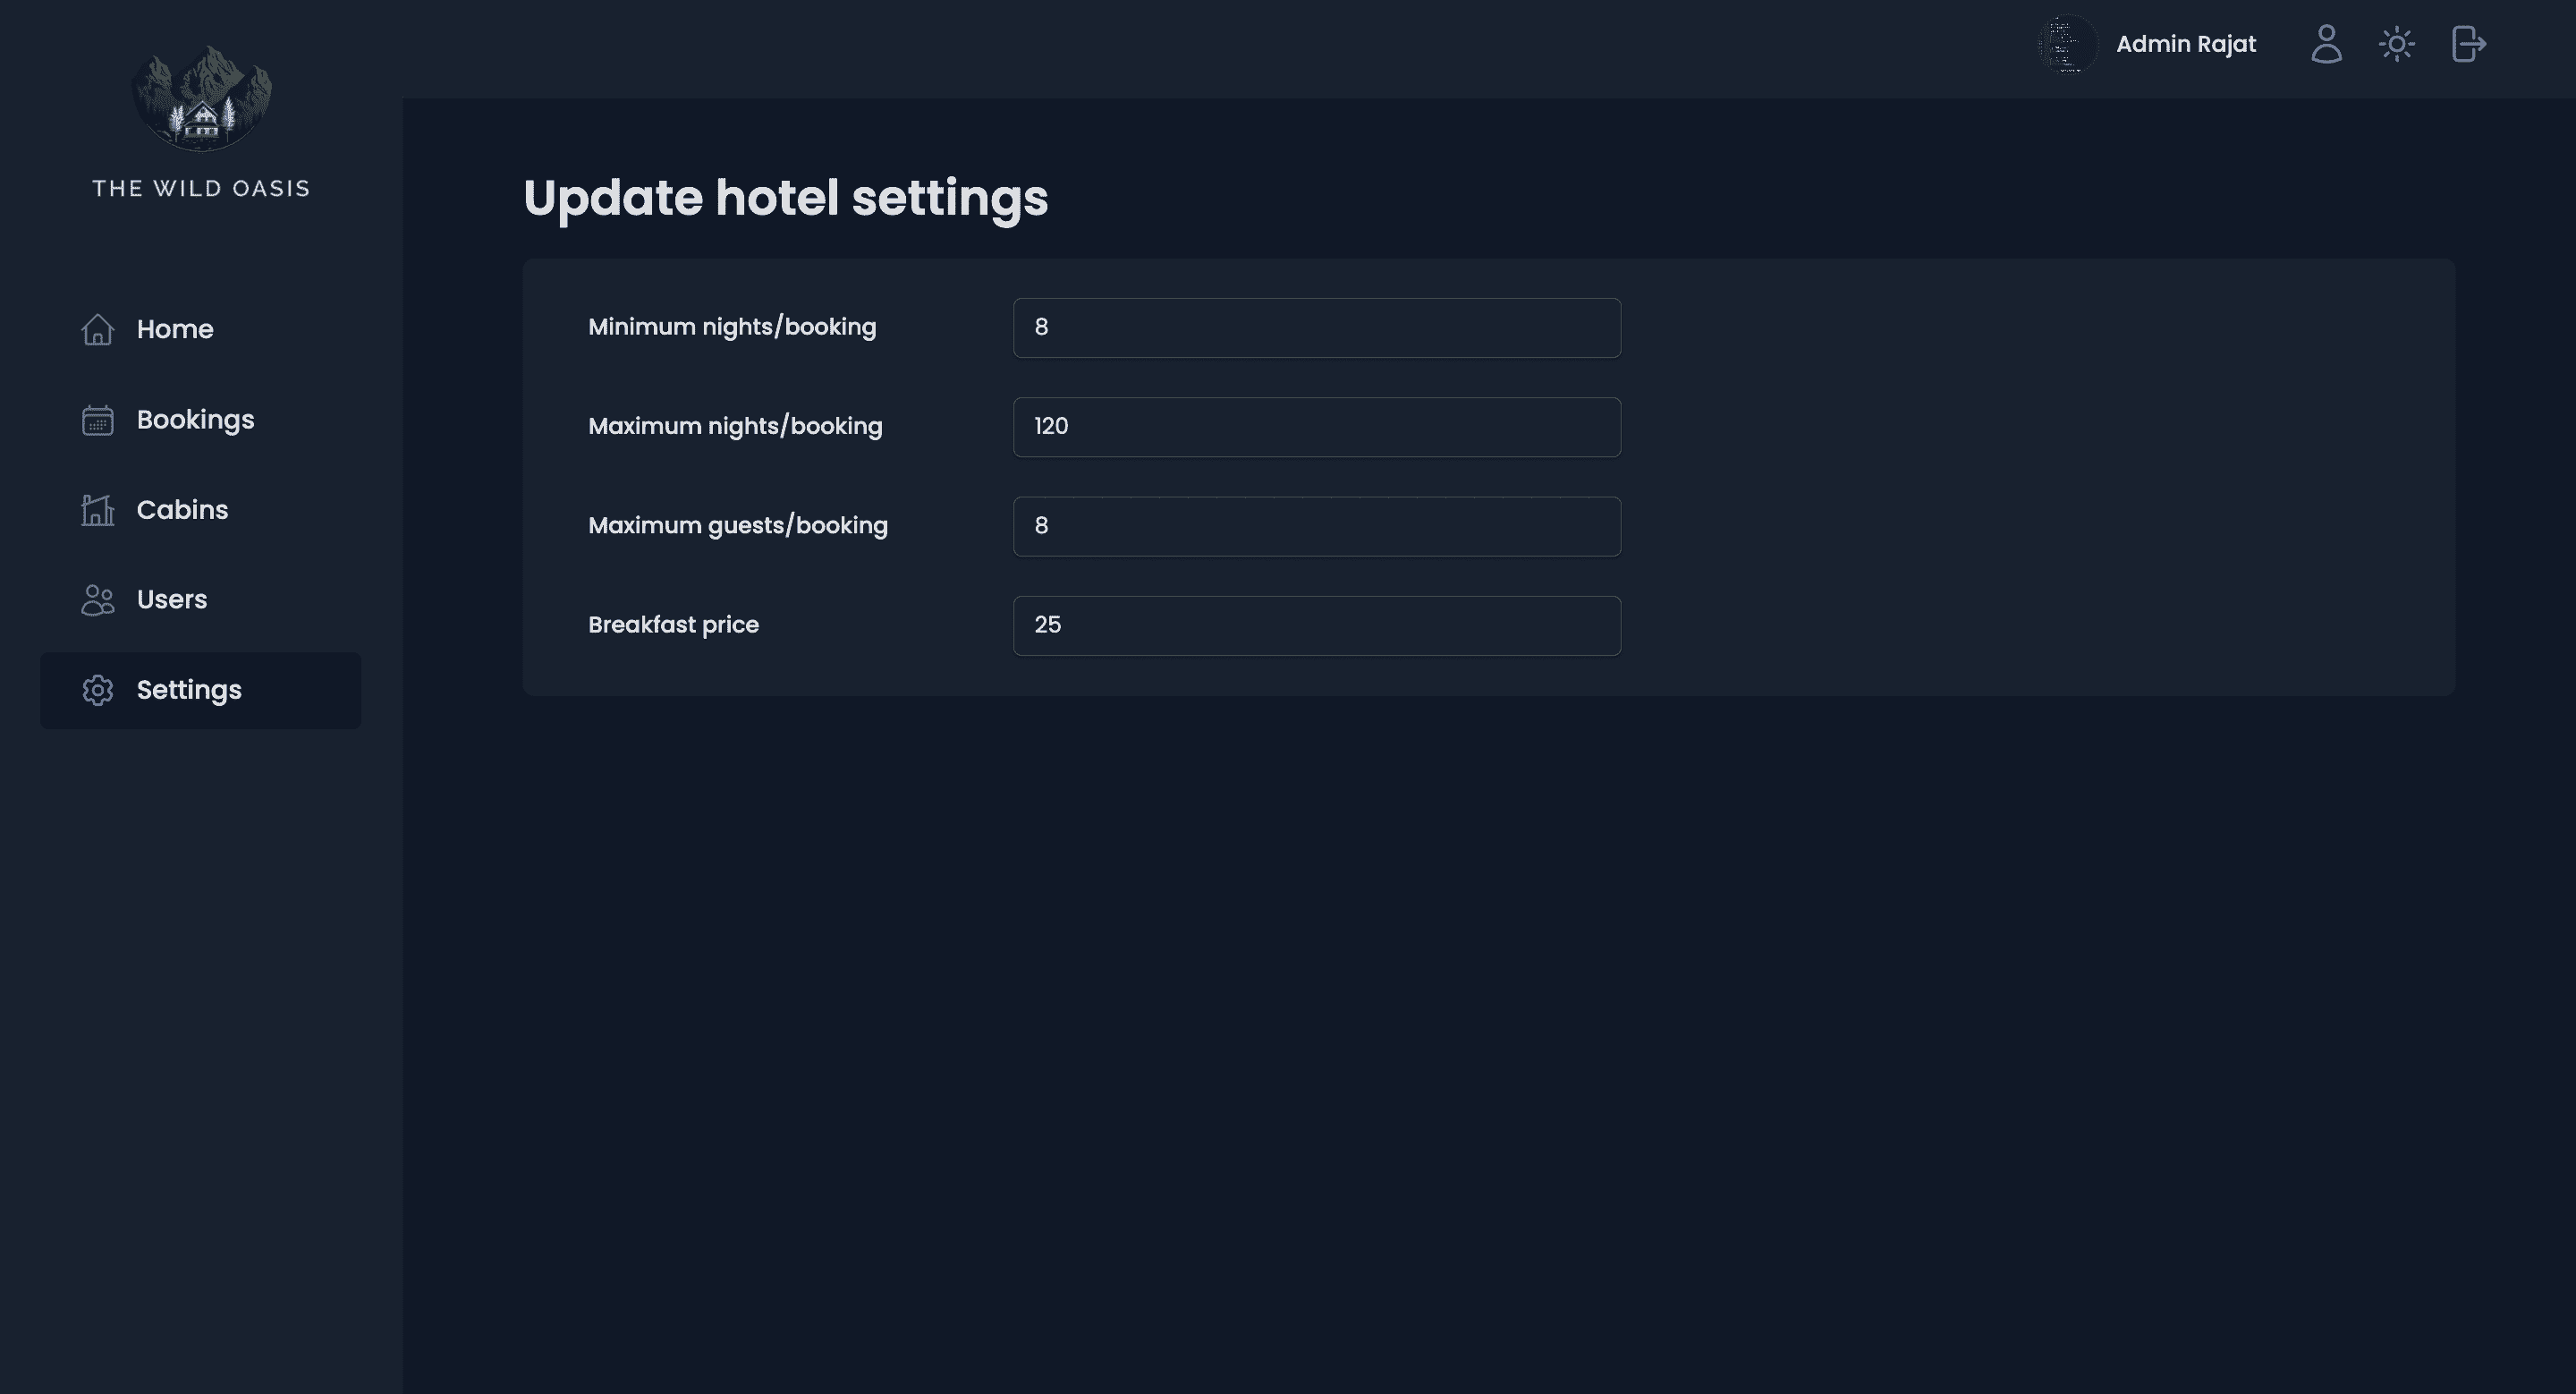 THE WILD OASIS
Admin Rajat
Home
Bookings
Cabins
Users
Settings
Update hotel settings
Minimum nights/booking
8
Maximum nights/booking
120
Maximum guests/booking
8
Breakfast price
25